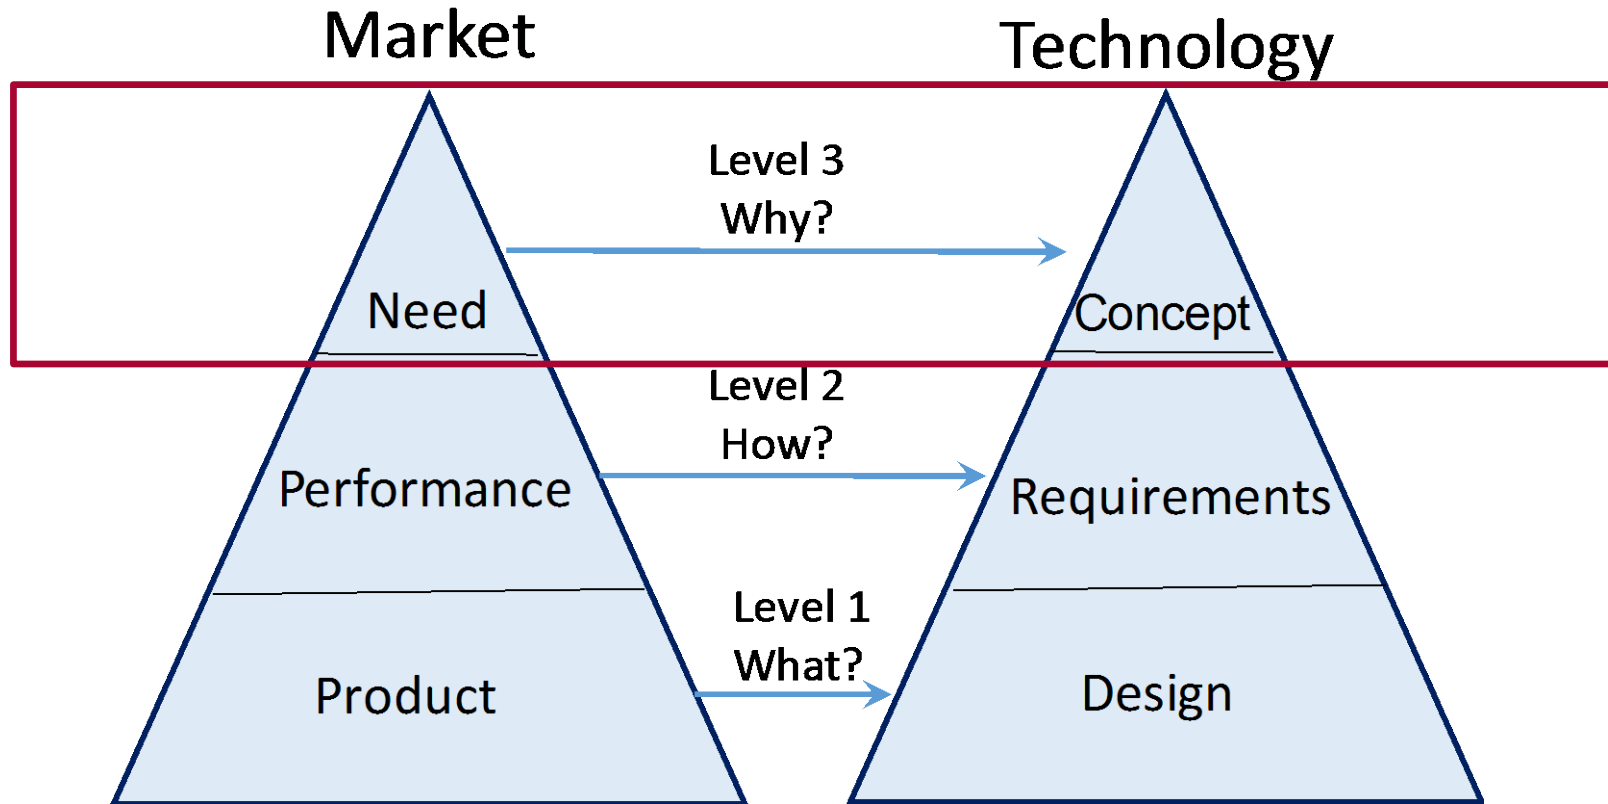 Market
Technology
Level 3
Why?
Need
Concept
Level 2
How?
Performance
Requirements
Level 1
What?
Product
Design